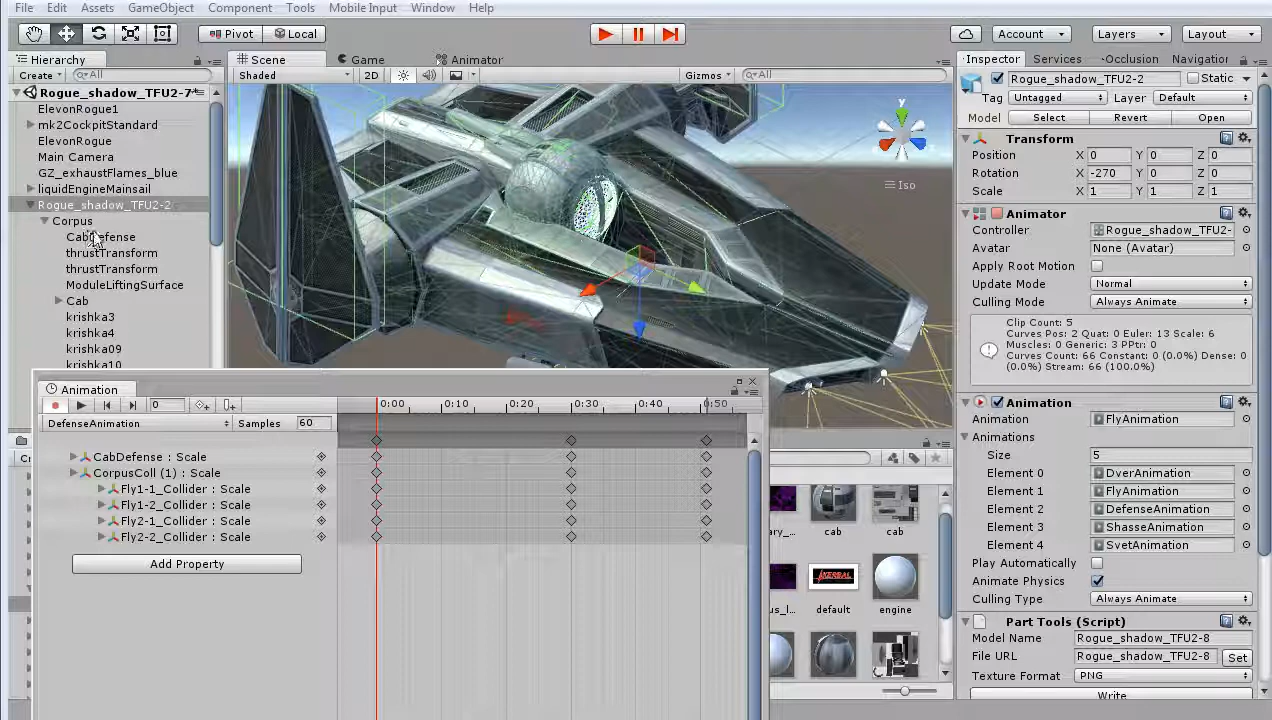 File Edit Assets GameObject Component Tools Mobile Input Window Help
Pivot Local Account Layers Layout
Hierarchy
Create All
Rogue_shadow_TFU2-7*
ElevonRogue1
mk2CockpitStandard
ElevonRogue
Main Camera
GZ_exhaustFlames_blue
liquidEngineMainsail
Rogue_shadow_TFU2-2
Corpus
CabDefense
thrustTransform
thrustTransform
ModuleLiftingSurface
Cab
krishka3
krishka4
krishka09
krishka10
Scene Game Animator
Shaded 2D Gizmos All
y
Iso
Animation
0
DefenseAnimation Samples 60
0:00 0:10 0:20 0:30 0:40 0:50
CabDefense : Scale
CorpusColl (1) : Scale
Fly1-1_Collider : Scale
Fly1-2_Collider : Scale
Fly2-1_Collider : Scale
Fly2-2_Collider : Scale
Add Property
cab cab
default engine
Inspector Services Occlusion Navigation
Rogue_shadow_TFU2-2 Static
Tag Untagged Layer Default
Model Select Revert Open
Transform
Position X 0 Y 0 Z 0
Rotation X -270 Y 0 Z 0
Scale X 1 Y 1 Z 1
Animator
Controller Rogue_shadow_TFU2-
Avatar None (Avatar)
Apply Root Motion
Update Mode Normal
Culling Mode Always Animate
Clip Count: 5
Curves Pos: 2 Quat: 0 Euler: 13 Scale: 6
Muscles: 0 Generic: 3 PPtr: 0
Curves Count: 66 Constant: 0 (0.0%) Dense: 0
(0.0%) Stream: 66 (100.0%)
Animation
Animation FlyAnimation
Animations
Size 5
Element 0 DverAnimation
Element 1 FlyAnimation
Element 2 DefenseAnimation
Element 3 ShasseAnimation
Element 4 SvetAnimation
Play Automatically
Animate Physics
Culling Type Always Animate
Part Tools (Script)
Model Name Rogue_shadow_TFU2-8
File URL Rogue_shadow_TFU2-8 Set
Texture Format PNG
Write